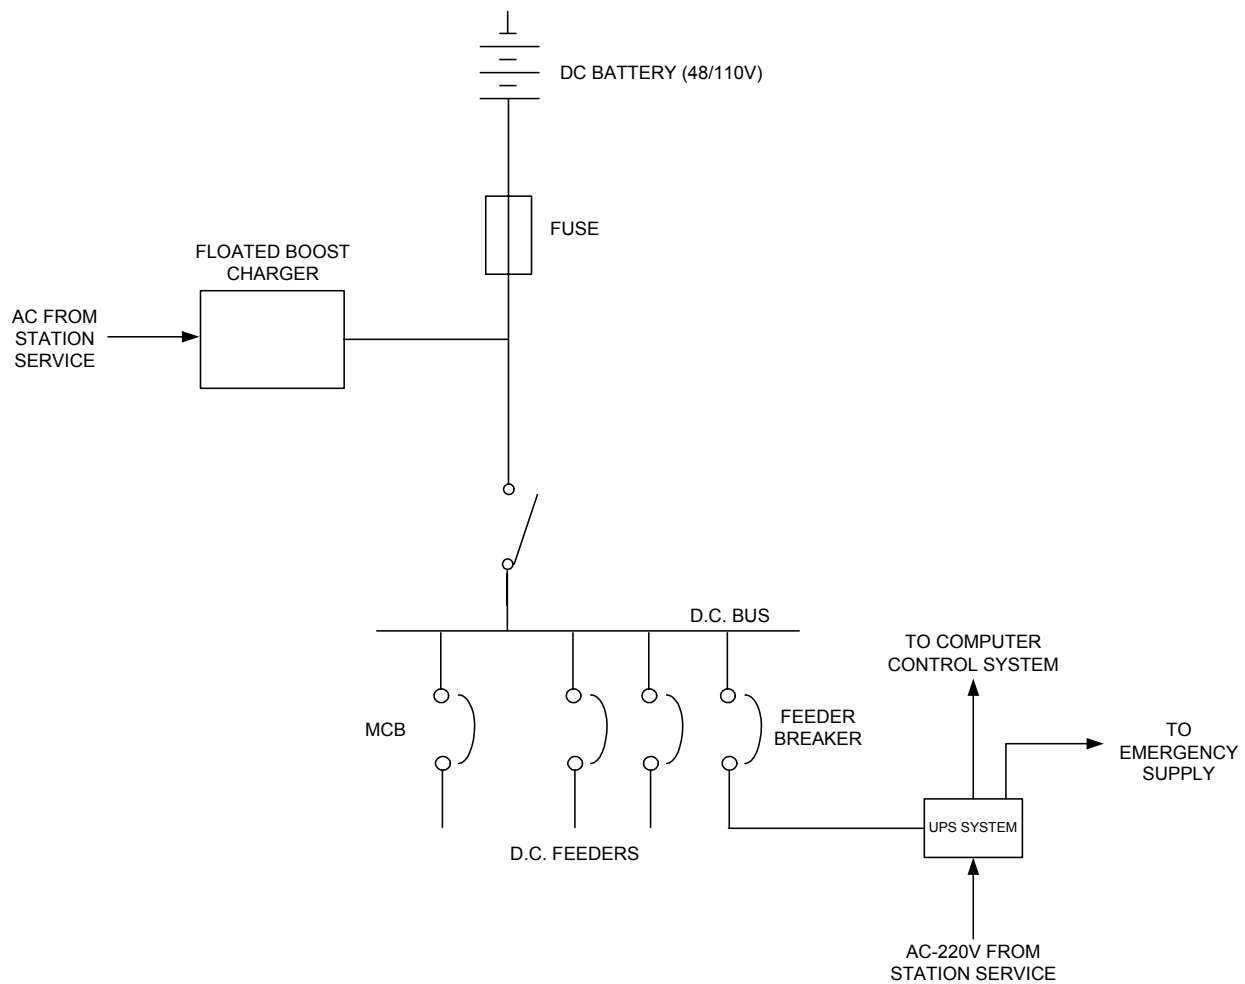 DC BATTERY (48/110V)
FUSE
FLOATED BOOST
CHARGER
AC FROM
STATION
SERVICE
D.C. BUS
TO COMPUTER
CONTROL SYSTEM
MCB
FEEDER
BREAKER
TO
EMERGENCY
SUPPLY
UPS SYSTEM
D.C. FEEDERS
AC-220V FROM
STATION SERVICE